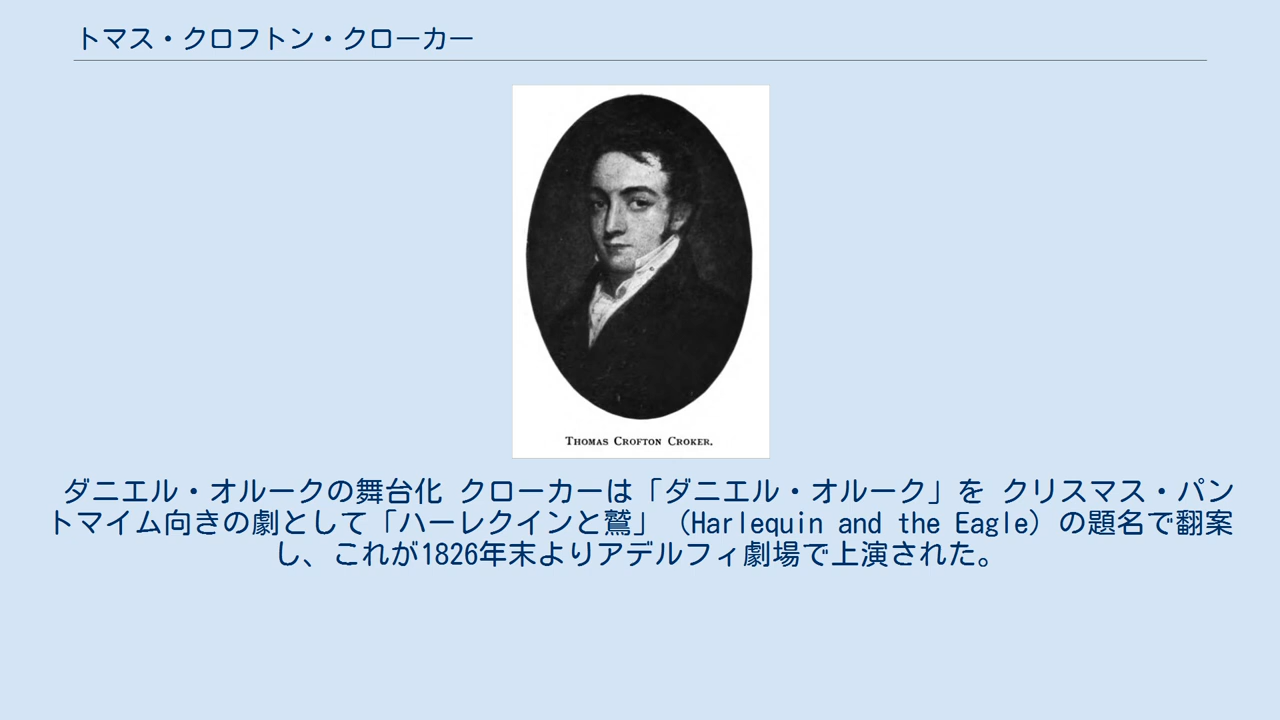 トマス・クロフトン・クローカー
THOMAS CROFTON CROKER.
ダニエル・オルークの舞台化 クローカーは「ダニエル・オルーク」を クリスマス・パン
トマイム向きの劇として「ハーレクインと鷲」（Harlequin and the Eagle）の題名で翻案
し、これが1826年末よりアデルフィ劇場で上演された。